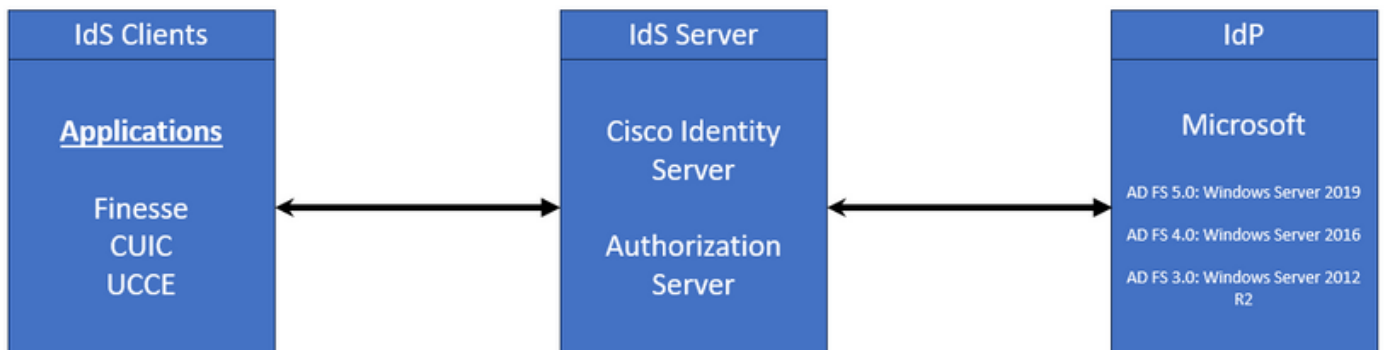 IdS Clients
Applications
Finesse
CUIC
UCCE
IdS Server
Cisco Identity
Server
Authorization
Server
IdP
Microsoft
AD FS 5.0: Windows Server 2019
AD FS 4.0: Windows Server 2016
AD FS 3.0: Windows Server 2012
R2